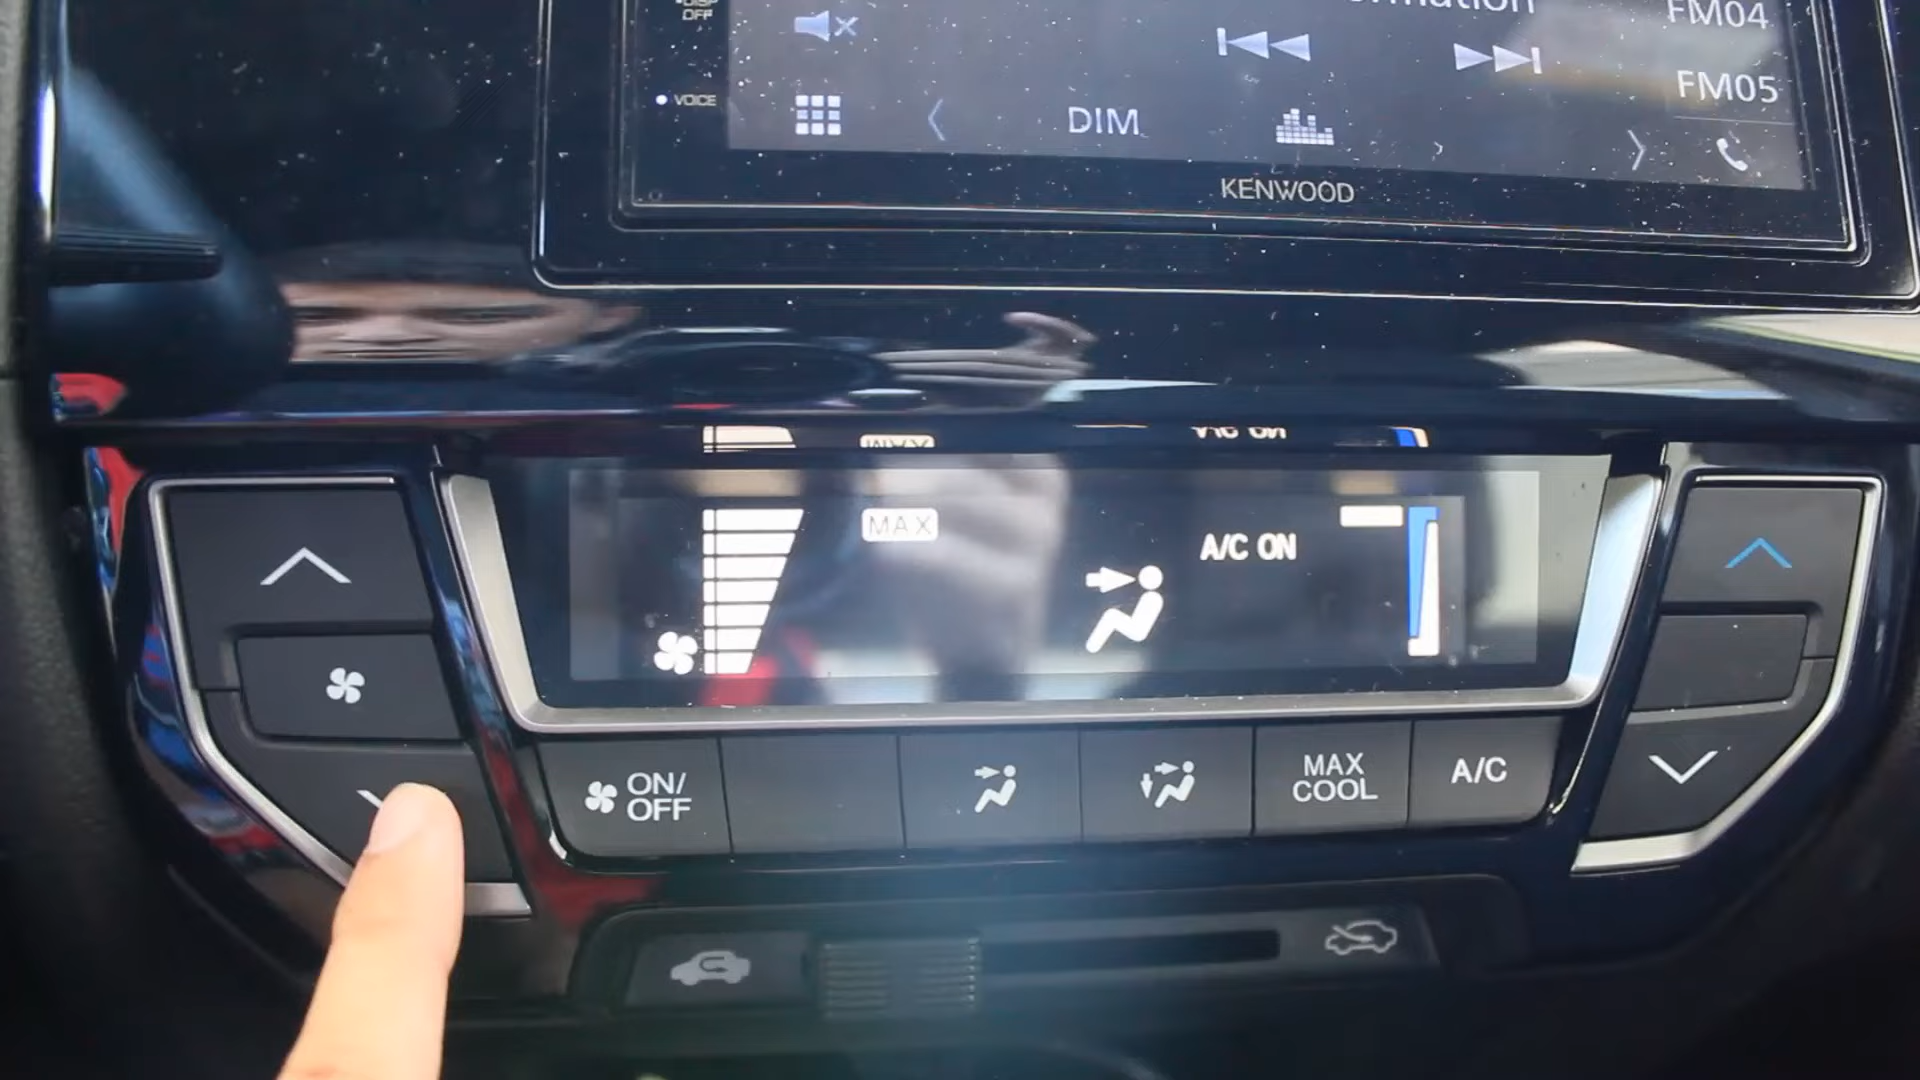 DISP
OFF
FM04
FM05
VOICE
DIM
KENWOOD
MAX
A/C ON
ON/
OFF
MAX
COOL
A/C